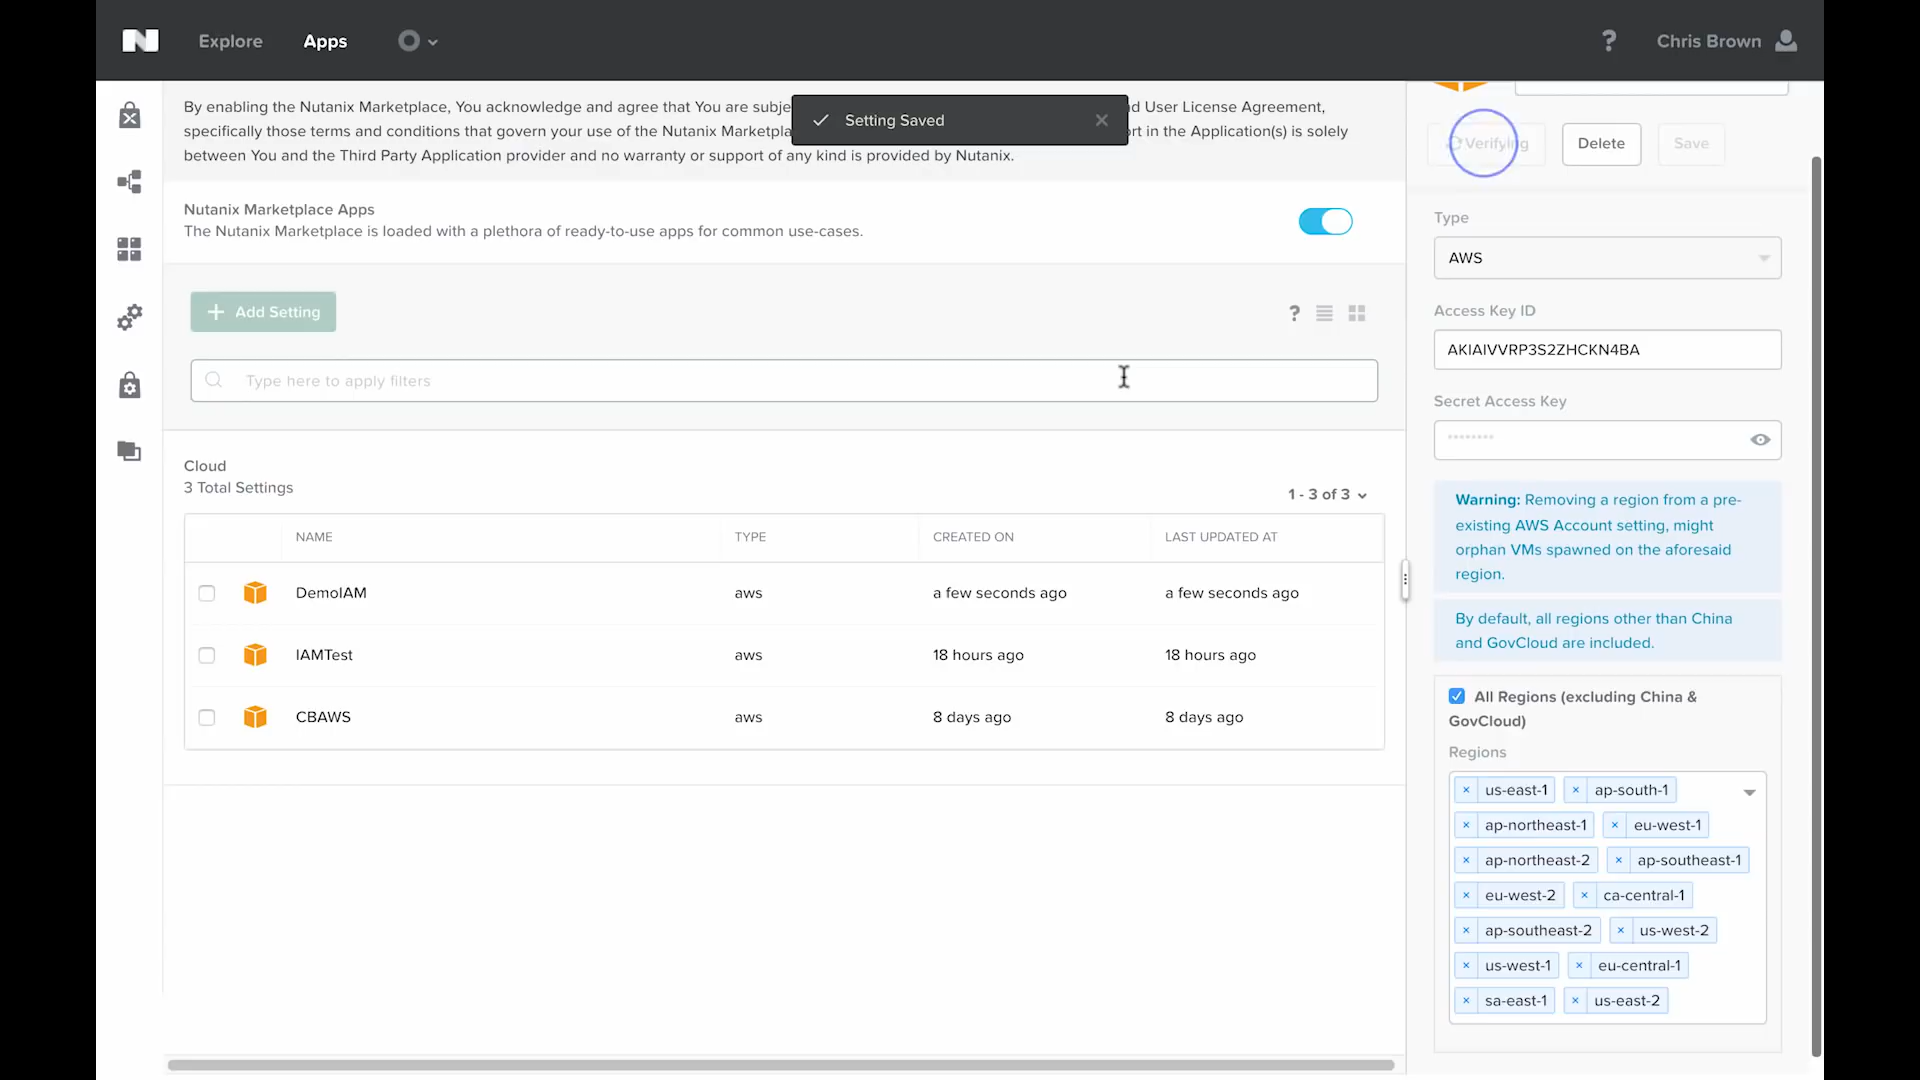 Explore
Apps
?
Chris Brown
By enabling the Nutanix Marketplace, You acknowledge and agree that You are subje
d User License Agreement,
specifically those terms and conditions that govern your use of the Nutanix Marketpla
rt in the Application(s) is solely
between You and the Third Party Application provider and no warranty or support of any kind is provided by Nutanix.
Setting Saved
Nutanix Marketplace Apps
The Nutanix Marketplace is loaded with a plethora of ready-to-use apps for common use-cases.
+ Add Setting
?
Type here to apply filters
Cloud
3 Total Settings
1 - 3 of 3
NAME TYPE CREATED ON LAST UPDATED AT
DemoIAM aws a few seconds ago a few seconds ago
IAMTest aws 18 hours ago 18 hours ago
CBAWS aws 8 days ago 8 days ago
Verifying
Delete
Save
Type
AWS
Access Key ID
AKIAIVVRP3S2ZHCKN4BA
Secret Access Key
********
Warning: Removing a region from a pre-
existing AWS Account setting, might
orphan VMs spawned on the aforesaid
region.
By default, all regions other than China
and GovCloud are included.
All Regions (excluding China &
GovCloud)
Regions
× us-east-1 × ap-south-1
× ap-northeast-1 × eu-west-1
× ap-northeast-2 × ap-southeast-1
× eu-west-2 × ca-central-1
× ap-southeast-2 × us-west-2
× us-west-1 × eu-central-1
× sa-east-1 × us-east-2